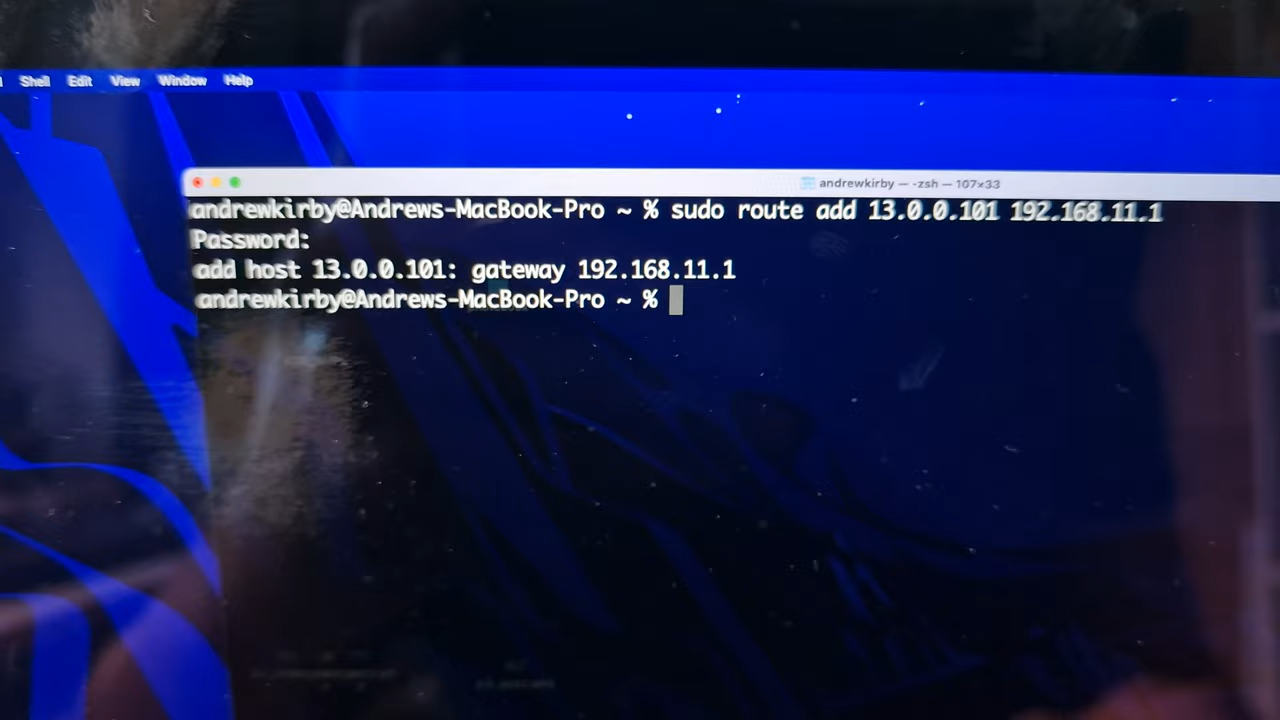 Shell Edit View Window Help
andrewkirby — -zsh — 107×33
andrewkirby@Andrews-MacBook-Pro ~ % sudo route add 13.0.0.101 192.168.11.1
Password:
add host 13.0.0.101: gateway 192.168.11.1
andrewkirby@Andrews-MacBook-Pro ~ %